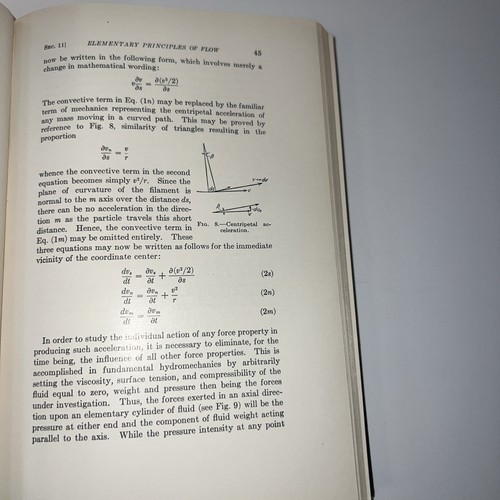 SEC. 11] ELEMENTARY PRINCIPLES OF FLOW 45
now be written in the following form, which involves merely a
change in mathematical wording:
v ∂v/∂s = ∂(v²/2)/∂s
The convective term in Eq. (1n) may be replaced by the familiar
term of mechanics representing the centripetal acceleration of
any mass moving in a curved path. This may be proved by
reference to Fig. 8, similarity of triangles resulting in the
proportion
∂vₙ/∂s = v/r
whence the convective term in the second
equation becomes simply v²/r. Since the
plane of curvature of the filament is
normal to the m axis over the distance ds,
there can be no acceleration in the direc-
tion m as the particle travels this short
distance. Hence, the convective term in
Eq. (1m) may be omitted entirely. These
FIG. 8.—Centripetal ac-
celeration.
three equations may now be written as follows for the immediate
vicinity of the coordinate center:
dvₛ/dt = ∂vₛ/∂t + ∂(v²/2)/∂s (2s)
dvₙ/dt = ∂vₙ/∂t + v²/r (2n)
dvₘ/dt = ∂vₘ/∂t (2m)
In order to study the individual action of any force property in
producing such acceleration, it is necessary to eliminate, for the
time being, the influence of all other force properties. This is
accomplished in fundamental hydromechanics by arbitrarily
setting the viscosity, surface tension, and compressibility of the
fluid equal to zero, weight and pressure then being the forces
under investigation. Thus, the forces exerted in an axial direc-
tion upon an elementary cylinder of fluid (see Fig. 9) will be the
pressure at either end and the component of fluid weight acting
parallel to the axis. While the pressure intensity at any point